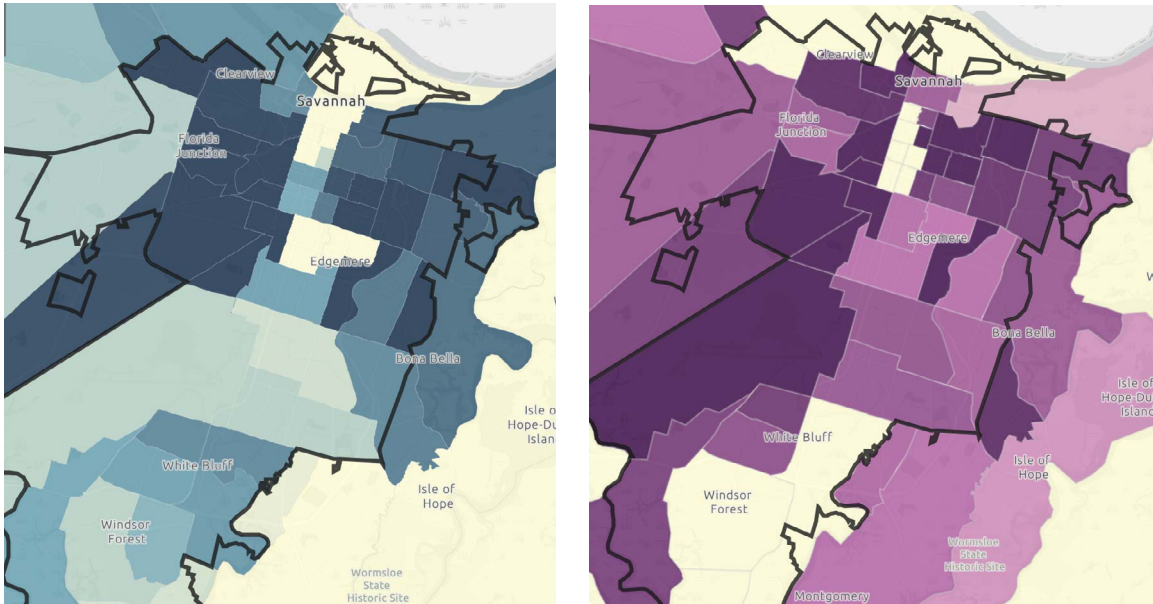 Clearview
Savannah
Florida
Junction
Edgemere
Bona Bella
Isle of
Hope-Du
Island
White Bluff
Isle of
Hope
Windsor
Forest
Wormsloe
State
Historic Site
Clearview
Savannah
Florida
Junction
Edgemere
Bona Bella
Isle of
Hope-Du
Island
White Bluff
Isle of
Hope
Windsor
Forest
Wormsloe
State
Historic Site
Montgomery